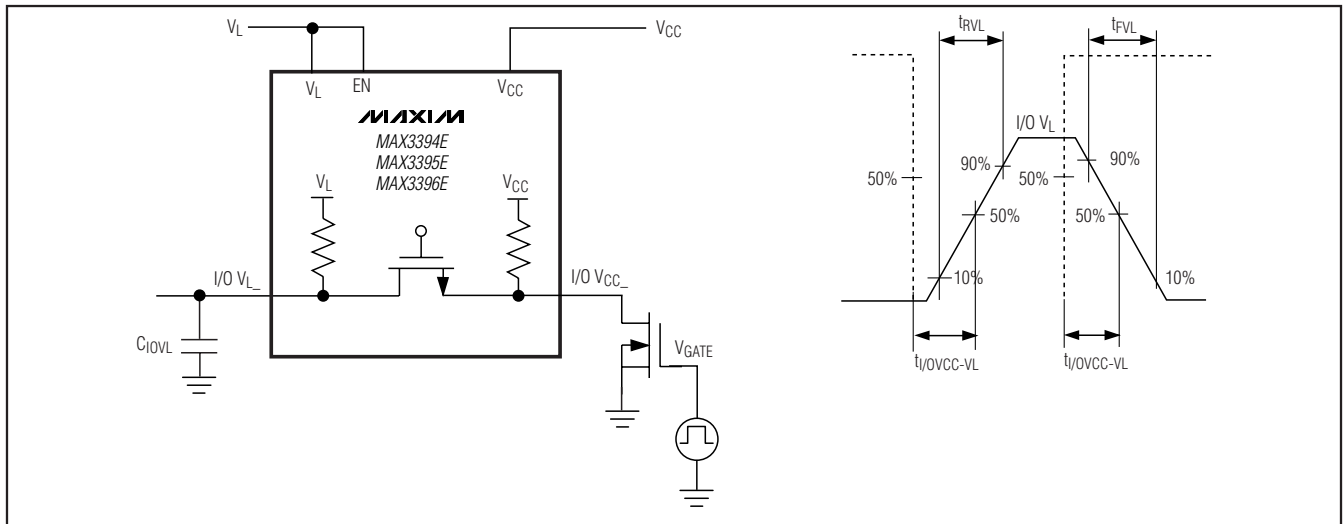 VL
VCC
VL
EN
VCC
MAXIM
MAX3394E
MAX3395E
MAX3396E
VL
VCC
I/O VL_
I/O VCC_
CIOVL
VGATE
tRVL
tFVL
I/O VL
90%
90%
50%
50%
50%
50%
10%
10%
tI/OVCC-VL
tI/OVCC-VL